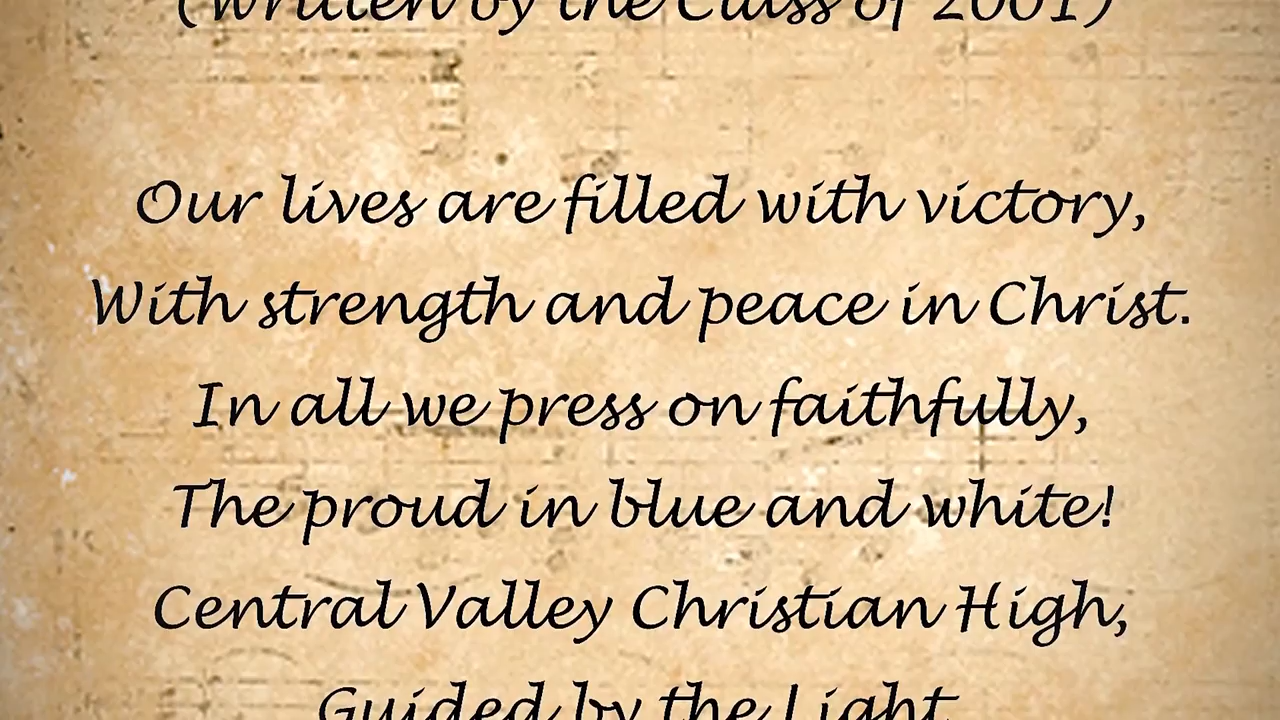 (Written by the Class of 2001)
Our lives are filled with victory,
With strength and peace in Christ.
In all we press on faithfully,
The proud in blue and white!
Central Valley Christian High,
Guided by the Light.